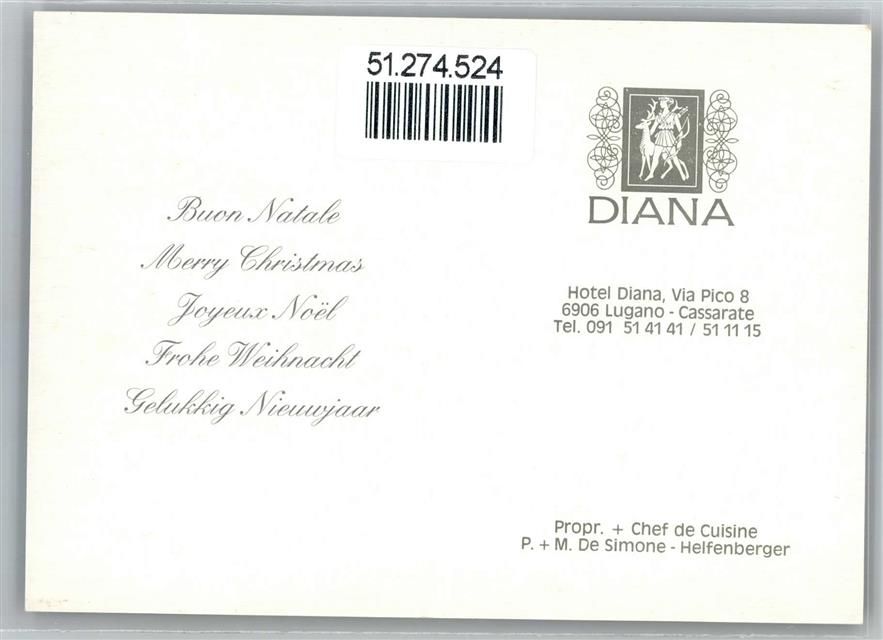 51.274.524
Buon Natale
Merry Christmas
Joyeux Noël
Frohe Weihnacht
Gelukkig Nieuwjaar
DIANA
Hotel Diana, Via Pico 8
6906 Lugano - Cassarate
Tel. 091 51 41 41 / 51 11 15
Propr. + Chef de Cuisine
P. + M. De Simone - Helfenberger